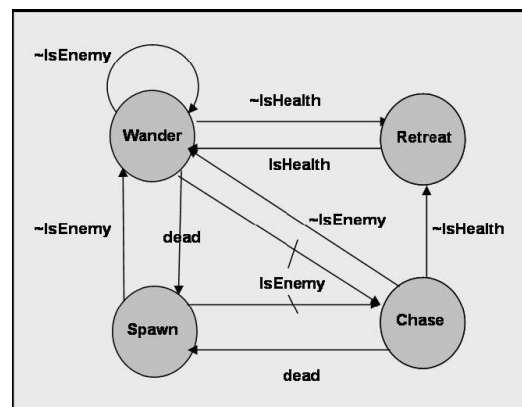 ~IsEnemy
~IsHealth
Wander
Retreat
IsHealth
~IsEnemy
~IsEnemy
~IsHealth
dead
IsEnemy
Spawn
Chase
dead